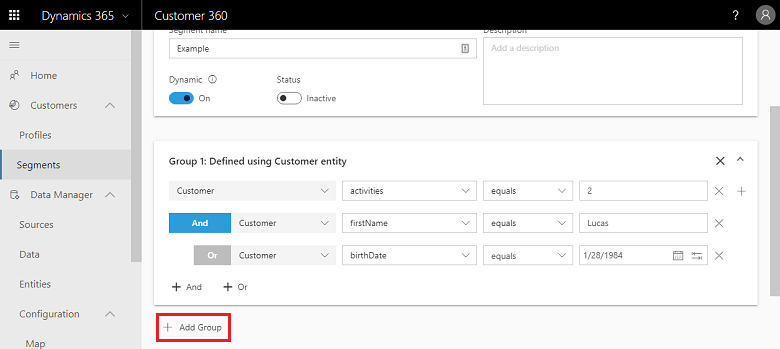 Dynamics 365 Customer 360 ?
Segment name Description
Example Add a description
Dynamic Status
On Inactive
Home
Customers
Profiles
Segments
Data Manager
Sources
Data
Entities
Configuration
Map
Group 1: Defined using Customer entity
Customer activities equals 2
And Customer firstName equals Lucas
Or Customer birthDate equals 1/28/1984
+ And + Or
+ Add Group